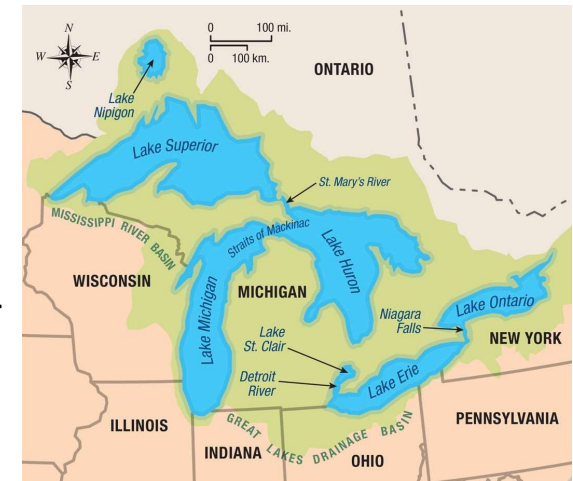 N
W E
S
0 100 mi.
0 100 km.
ONTARIO
Lake
Nipigon
Lake Superior
St. Mary's River
MISSISSIPPI RIVER BASIN
Straits of Mackinac
Lake Huron
WISCONSIN
Lake Michigan
MICHIGAN
Niagara
Falls
Lake Ontario
Lake
St. Clair
NEW YORK
Detroit
River
Lake Erie
ILLINOIS
GREAT LAKES DRAINAGE BASIN
PENNSYLVANIA
INDIANA
OHIO